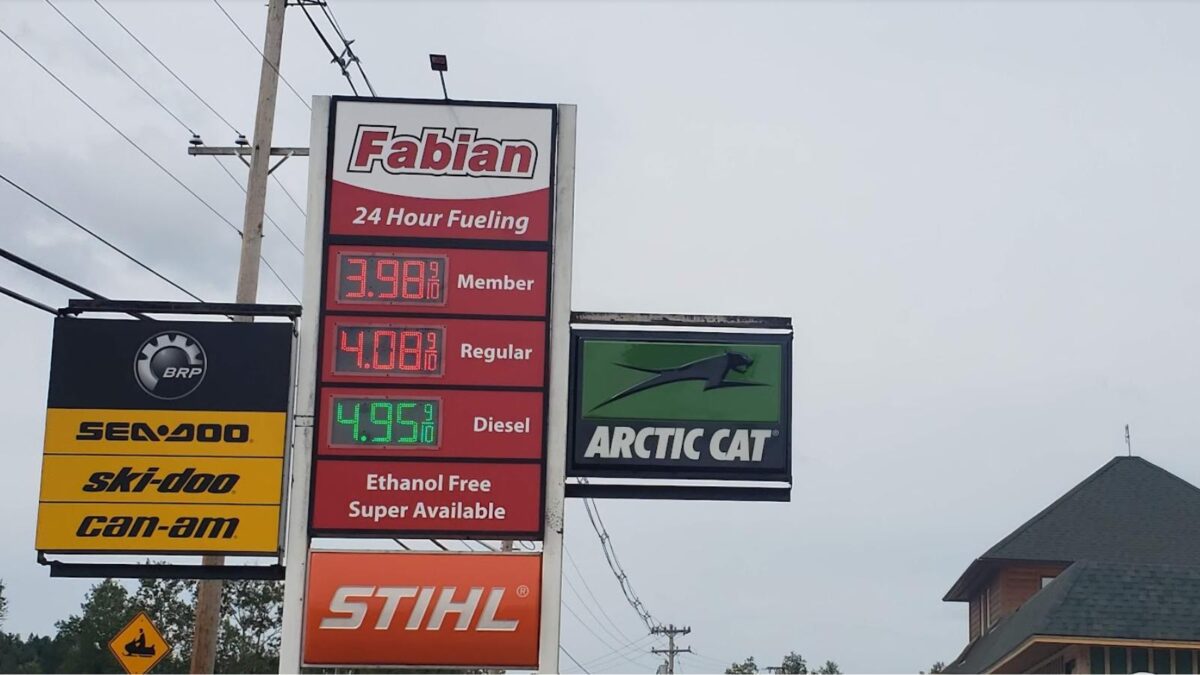 Fabian
24 Hour Fueling
3.98 9/10 Member
4.08 9/10 Regular
4.95 9/10 Diesel
Ethanol Free
Super Available
STIHL®
BRP
SEA-DOO
ski-doo
can-am
ARCTIC CAT